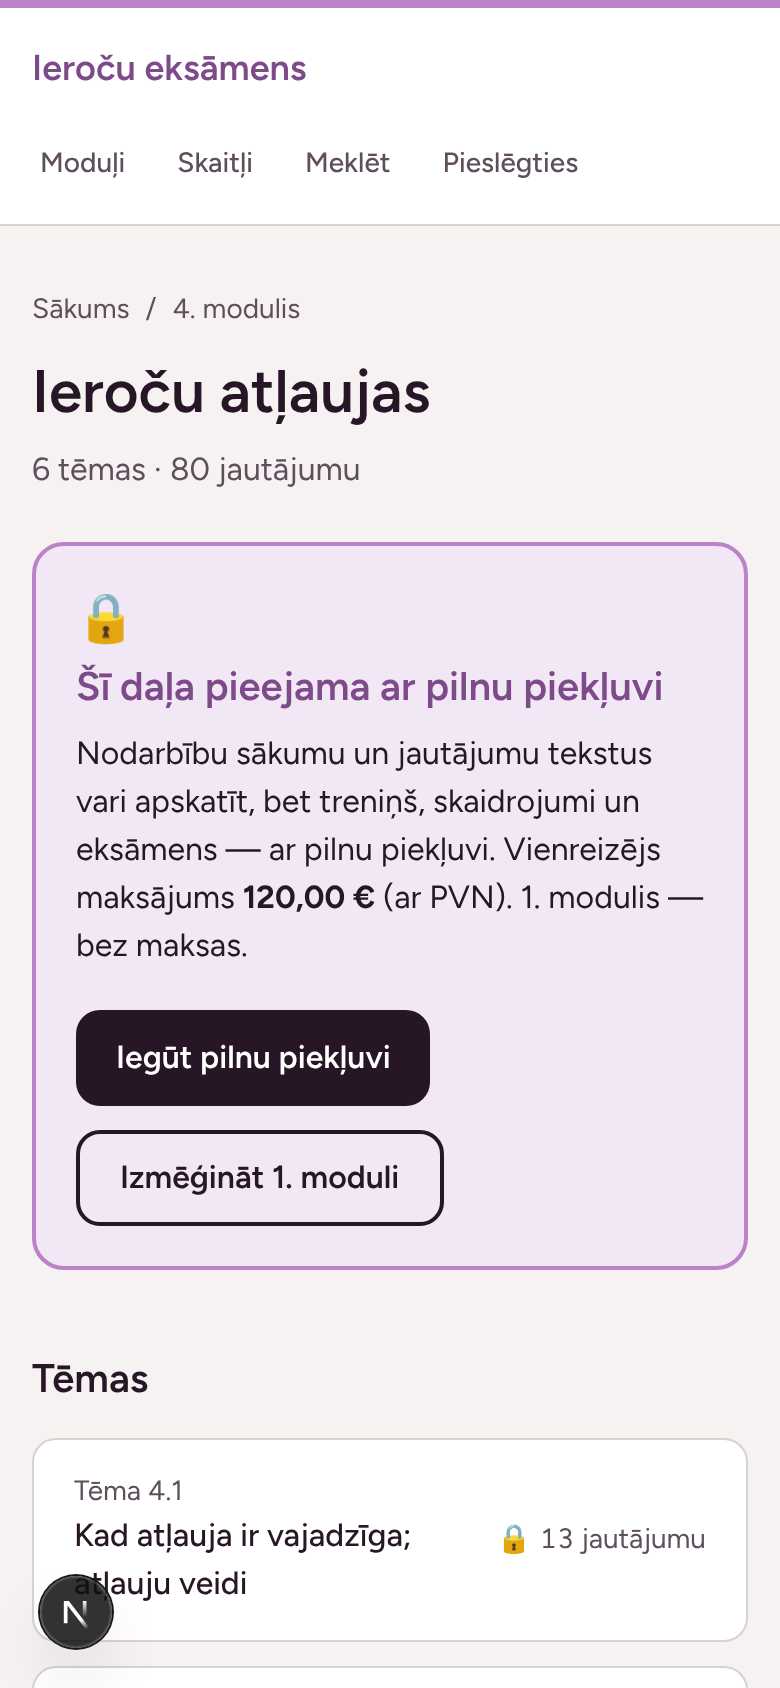 Ieroču eksāmens
Moduļi Skaitļi Meklēt Pieslēgties
Sākums / 4. modulis
Ieroču atļaujas
6 tēmas · 80 jautājumu
Šī daļa pieejama ar pilnu piekļuvi
Nodarbību sākumu un jautājumu tekstus
vari apskatīt, bet treniņš, skaidrojumi un
eksāmens — ar pilnu piekļuvi. Vienreizējs
maksājums 120,00 € (ar PVN). 1. modulis —
bez maksas.
Iegūt pilnu piekļuvi
Izmēģināt 1. moduli
Tēmas
Tēma 4.1
Kad atļauja ir vajadzīga;
atļauju veidi
13 jautājumu
N